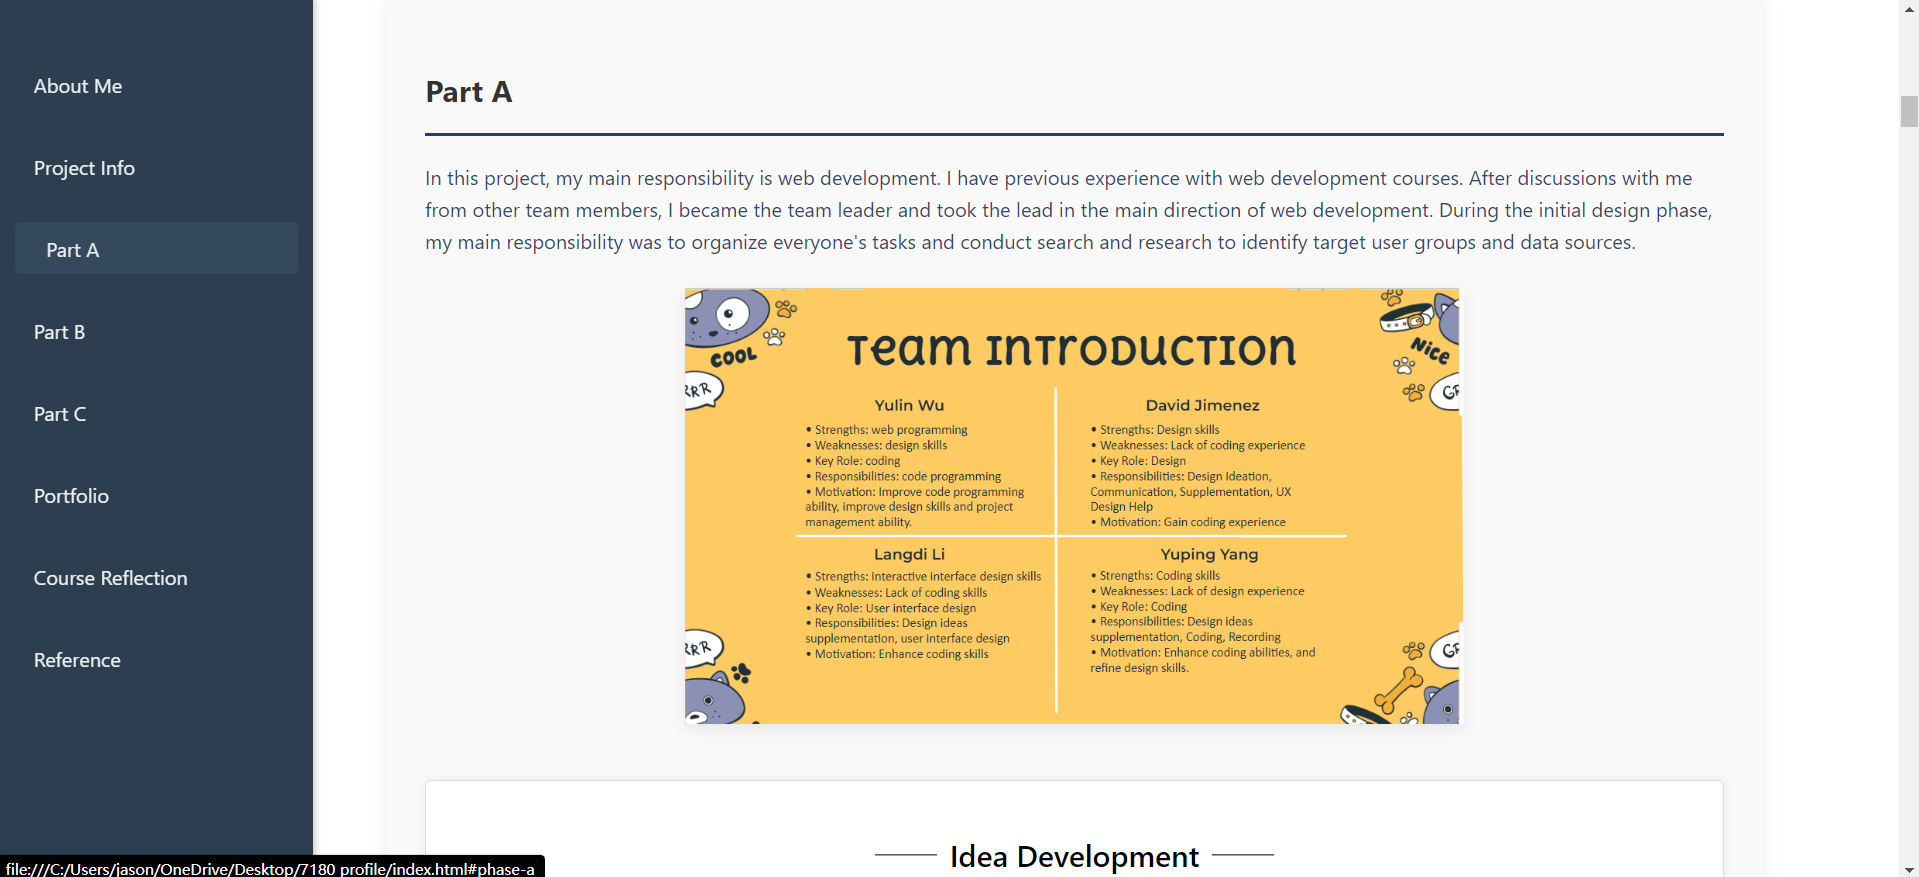 About Me
Project Info
Part A
Part B
Part C
Portfolio
Course Reflection
Reference
Part A
In this project, my main responsibility is web development. I have previous experience with web development courses. After discussions with me
from other team members, I became the team leader and took the lead in the main direction of web development. During the initial design phase,
my main responsibility was to organize everyone's tasks and conduct search and research to identify target user groups and data sources.
COOL
RRR
Team Introduction
Nice
GR
Yulin Wu
• Strengths: web programming
• Weaknesses: design skills
• Key Role: coding
• Responsibilities: code programming
• Motivation: Improve code programming
ability, improve design skills and project
management ability.
David Jimenez
• Strengths: Design skills
• Weaknesses: Lack of coding experience
• Key Role: Design
• Responsibilities: Design Ideation,
Communication, Supplementation, UX
Design Help
• Motivation: Gain coding experience
Langdi Li
• Strengths: Interactive interface design skills
• Weaknesses: Lack of coding skills
• Key Role: User interface design
• Responsibilities: Design ideas
supplementation, user interface design
• Motivation: Enhance coding skills
Yuping Yang
• Strengths: Coding skills
• Weaknesses: Lack of design experience
• Key Role: Coding
• Responsibilities: Design ideas
supplementation, Coding, Recording
• Motivation: Enhance coding abilities, and
refine design skills.
RRR
GR
Idea Development
file:///C:/Users/jason/OneDrive/Desktop/7180 profile/index.html#phase-a